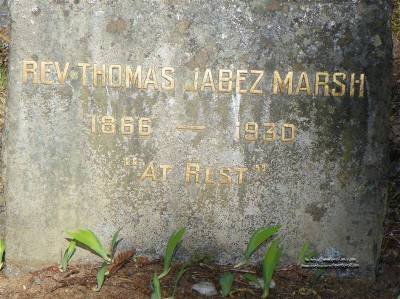 REV. THOMAS JABEZ MARSH
1866 — 1930
"AT REST"